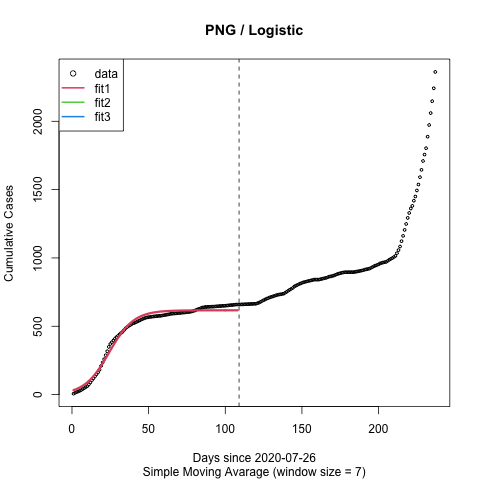 PNG / Logistic
data
fit1
fit2
fit3
Cumulative Cases
2000
1500
1000
500
0
0 50 100 150 200
Days since 2020-07-26
Simple Moving Avarage (window size = 7)